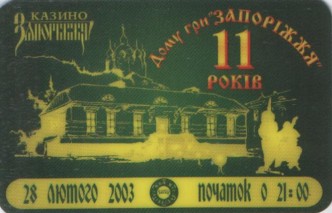 КАЗИНО
Запоріжжя
Дому гри "ЗАПОРІЖЖЯ"
11
РОКІВ
28 ЛЮТОГО 2003
ПОЧАТОК О 21:00